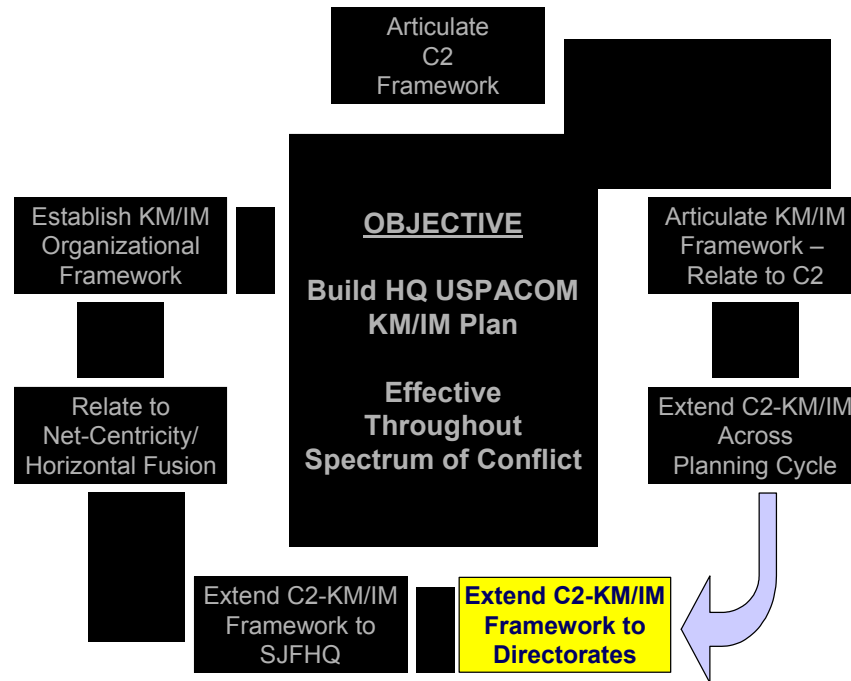 Articulate
C2
Framework
Establish KM/IM
Organizational
Framework
OBJECTIVE
Build HQ USPACOM
KM/IM Plan
Effective
Throughout
Spectrum of Conflict
Articulate KM/IM
Framework –
Relate to C2
Relate to
Net-Centricity/
Horizontal Fusion
Extend C2-KM/IM
Across
Planning Cycle
Extend C2-KM/IM
Framework to
SJFHQ
Extend C2-KM/IM
Framework to
Directorates